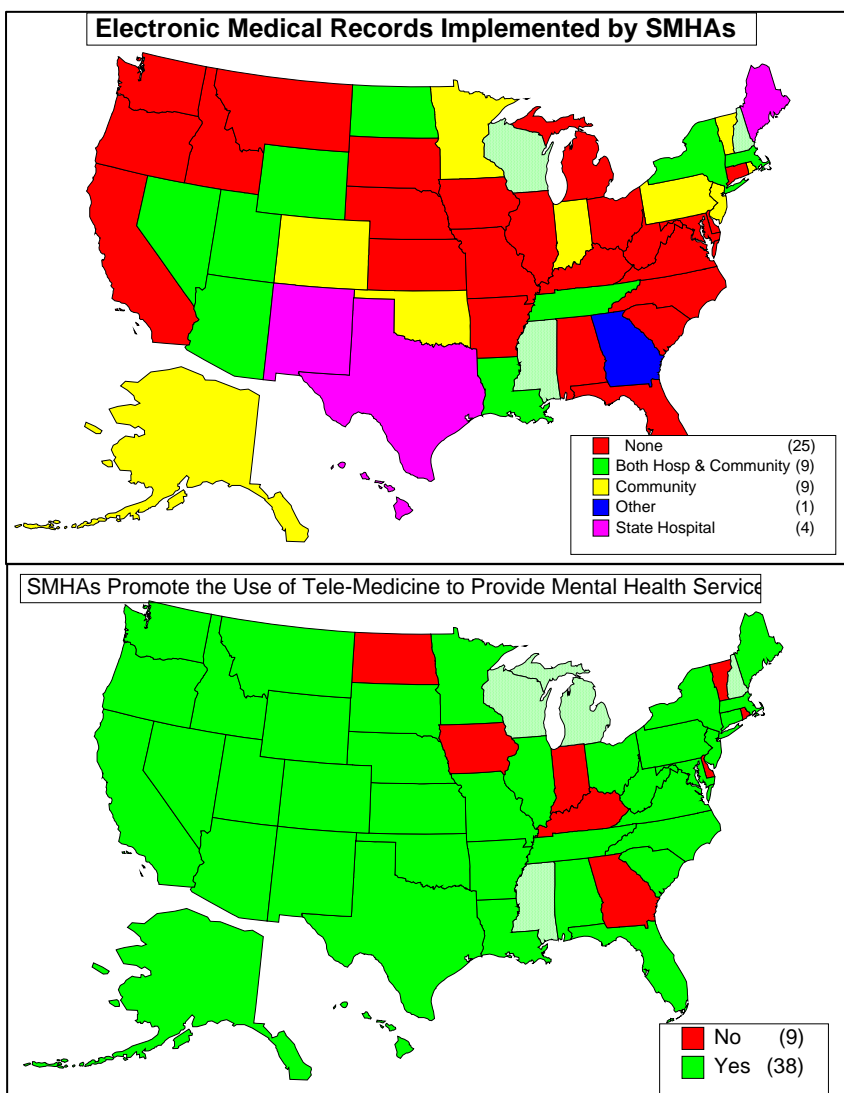 Electronic Medical Records Implemented by SMHAs
None (25)
Both Hosp & Community (9)
Community (9)
Other (1)
State Hospital (4)
SMHAs Promote the Use of Tele-Medicine to Provide Mental Health Service
No (9)
Yes (38)